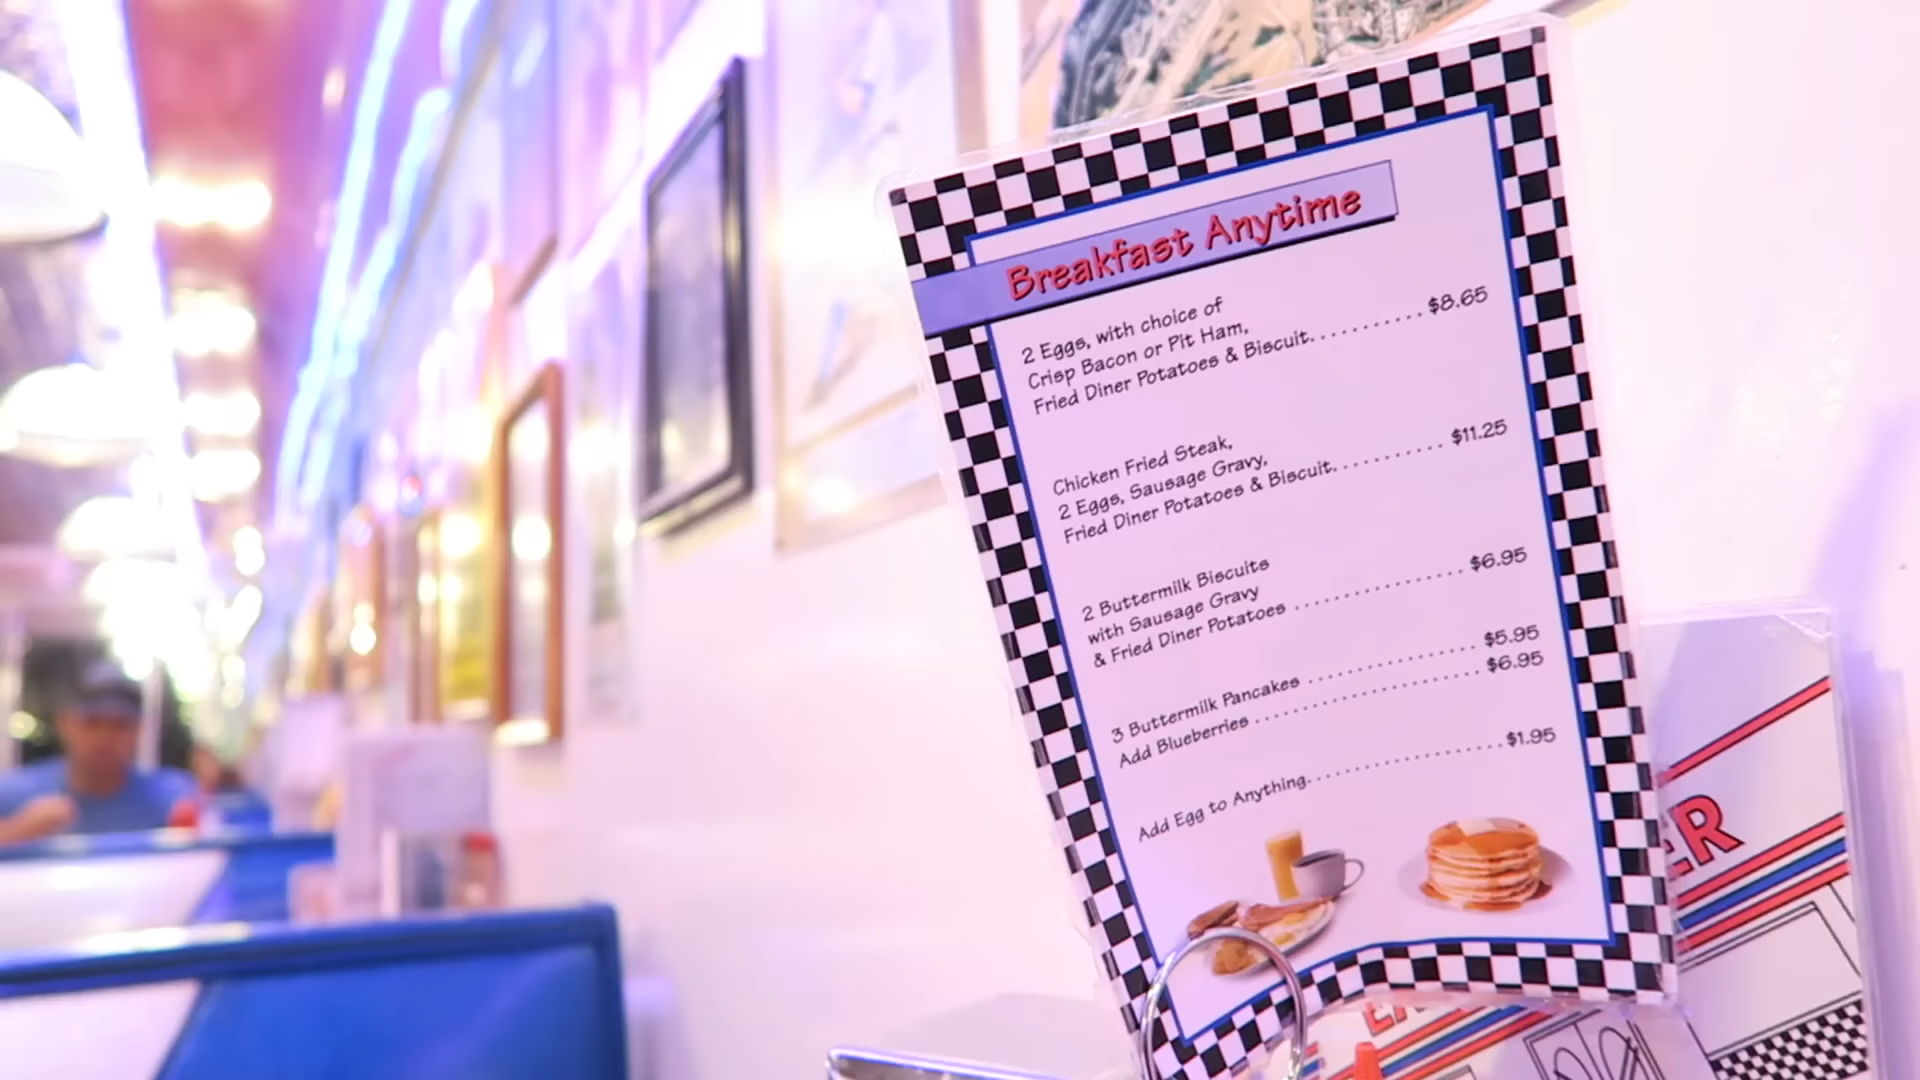 Breakfast Anytime
2 Eggs, with choice of
Crisp Bacon or Pit Ham,
Fried Diner Potatoes & Biscuit. . . . . . . . . . . $8.65
Chicken Fried Steak,
2 Eggs, Sausage Gravy,
Fried Diner Potatoes & Biscuit. . . . . . . . . . . $11.25
2 Buttermilk Biscuits
with Sausage Gravy
& Fried Diner Potatoes . . . . . . . . . . . . . . . . . $6.95
3 Buttermilk Pancakes . . . . . . . . . . . . . . . . . $5.95
Add Blueberries . . . . . . . . . . . . . . . . . . . . . . . $6.95
Add Egg to Anything. . . . . . . . . . . . . . . . . . . . $1.95